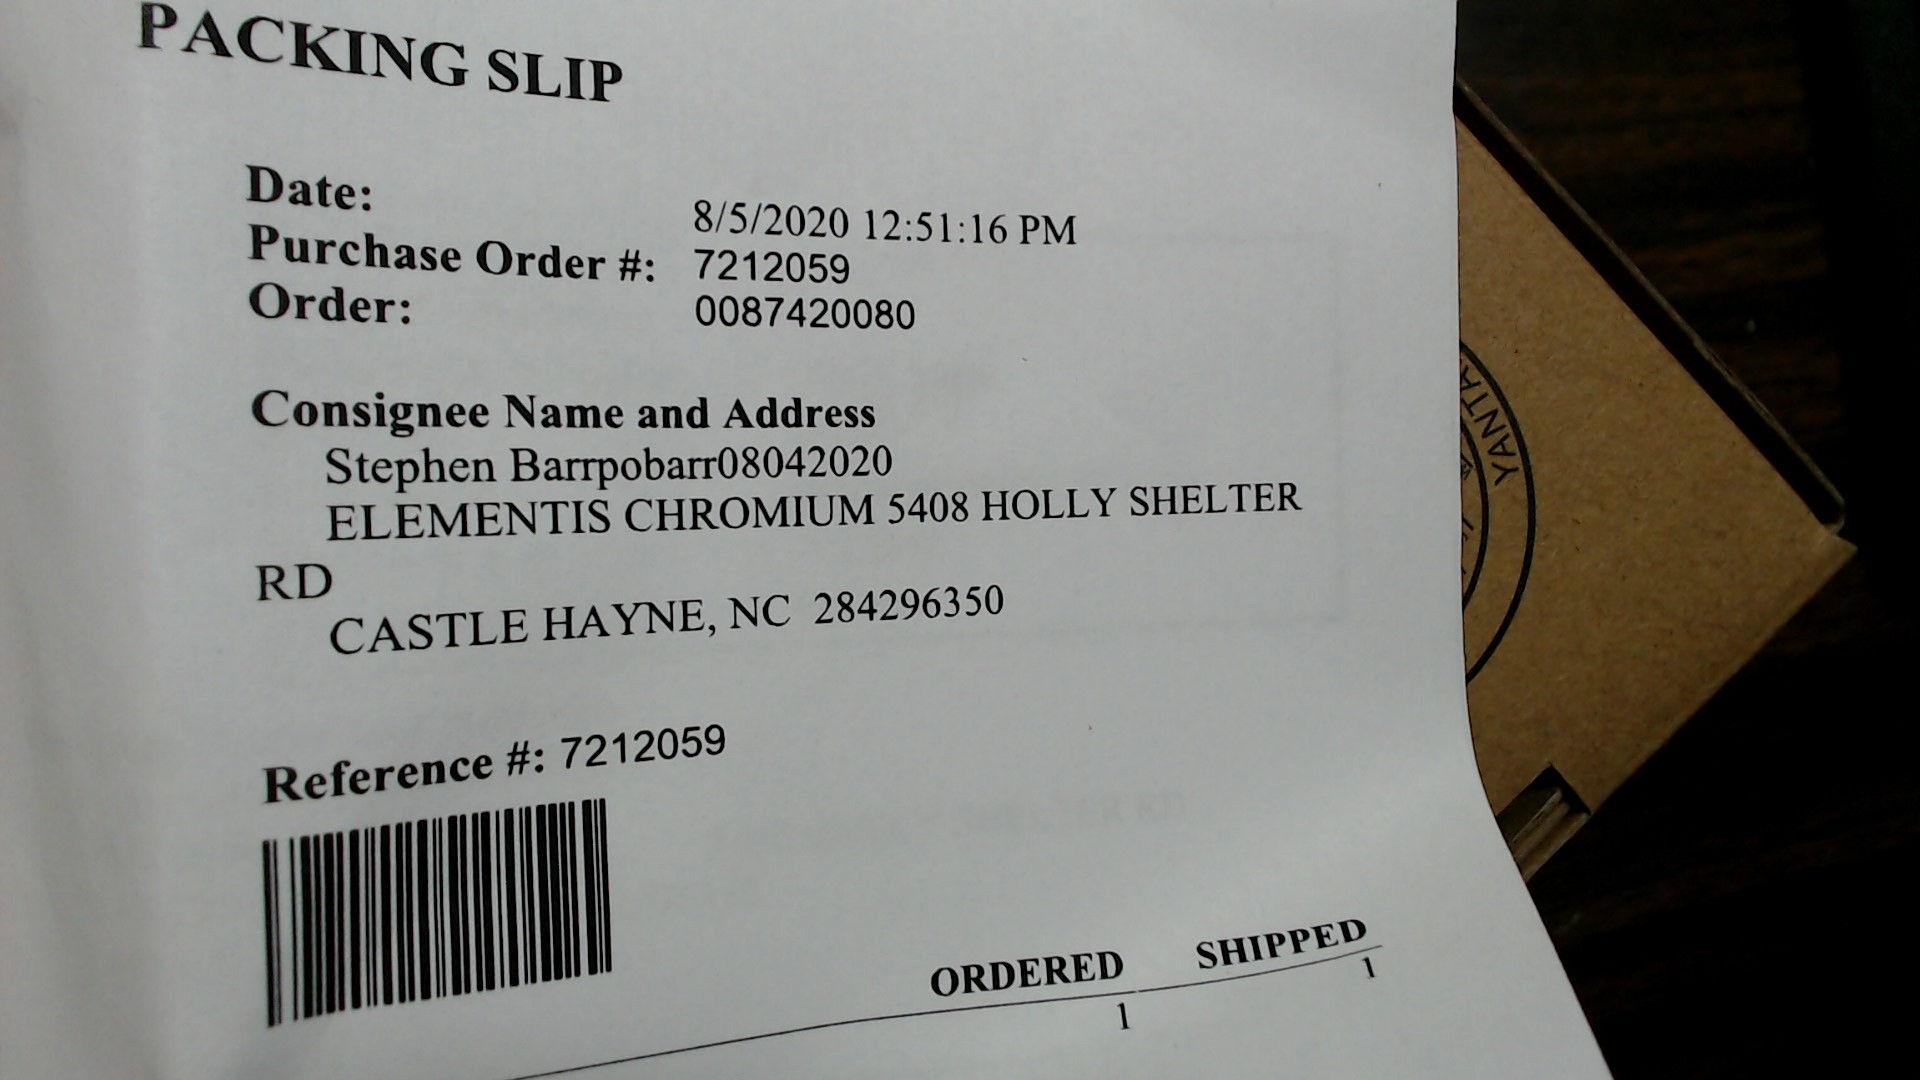 PACKING SLIP
Date: 8/5/2020 12:51:16 PM
Purchase Order #: 7212059
Order: 0087420080
Consignee Name and Address
Stephen Barrpobarr08042020
ELEMENTIS CHROMIUM 5408 HOLLY SHELTER
RD
CASTLE HAYNE, NC 284296350
Reference #: 7212059
ORDERED SHIPPED
1 1
YANTA